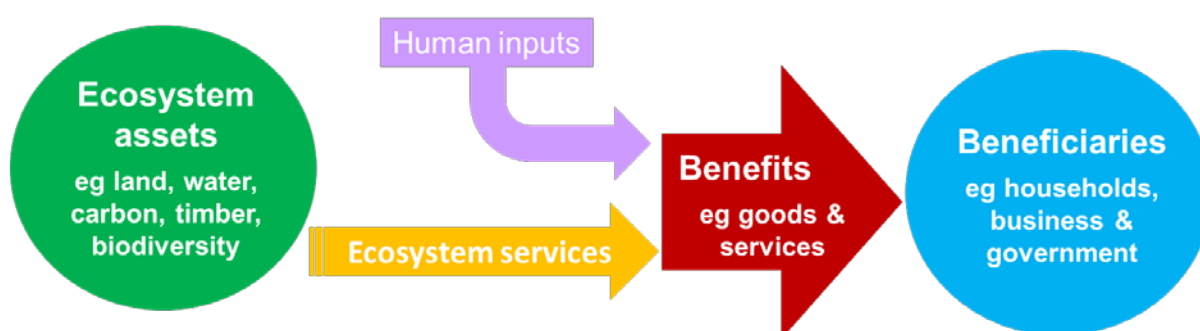 Ecosystem
assets
eg land, water,
carbon, timber,
biodiversity
Human inputs
Ecosystem services
Benefits
eg goods &
services
Beneficiaries
eg households,
business &
government